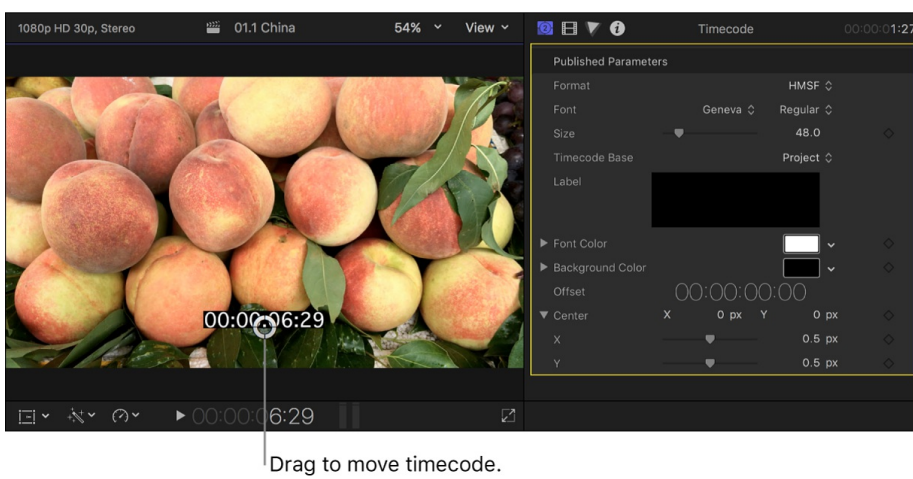 1080p HD 30p, Stereo 01.1 China 54% View
Timecode 00:00:01:27
Published Parameters
Format HMSF
Font Geneva Regular
Size 48.0
Timecode Base Project
Label
Font Color
Background Color
Offset 00:00:00:00
Center X 0 px Y 0 px
X 0.5 px
Y 0.5 px
00:00:06:29
00:00:06:29
Drag to move timecode.